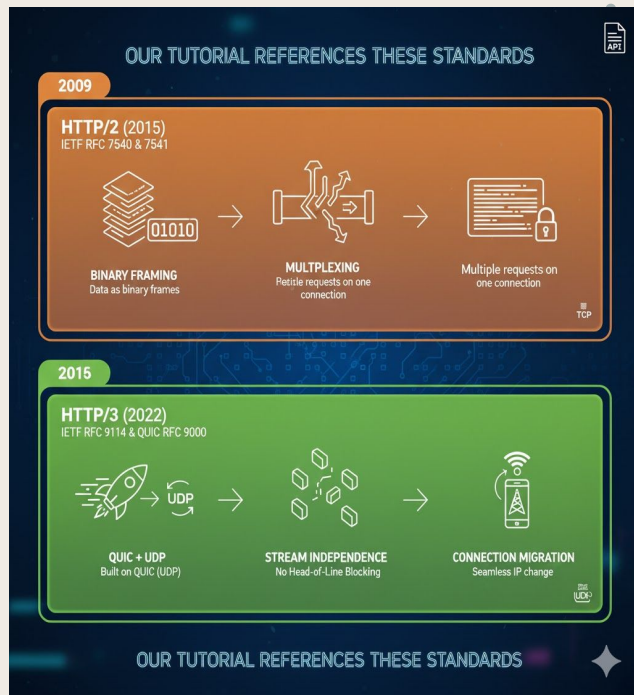 API
OUR TUTORIAL REFERENCES THESE STANDARDS
2009
HTTP/2 (2015)
IETF RFC 7540 & 7541
01010
BINARY FRAMING
Data as binary frames
MULTPLEXING
requests on one
connection
Multiple requests on
one connection
TCP
2015
HTTP/3 (2022)
IETF RFC 9114 & QUIC RFC 9000
UDP
QUIC + UDP
Built on QUIC (UDP)
STREAM INDEPENDENCE
No Head-of-Line Blocking
CONNECTION MIGRATION
Seamless IP change
UDP
OUR TUTORIAL REFERENCES THESE STANDARDS